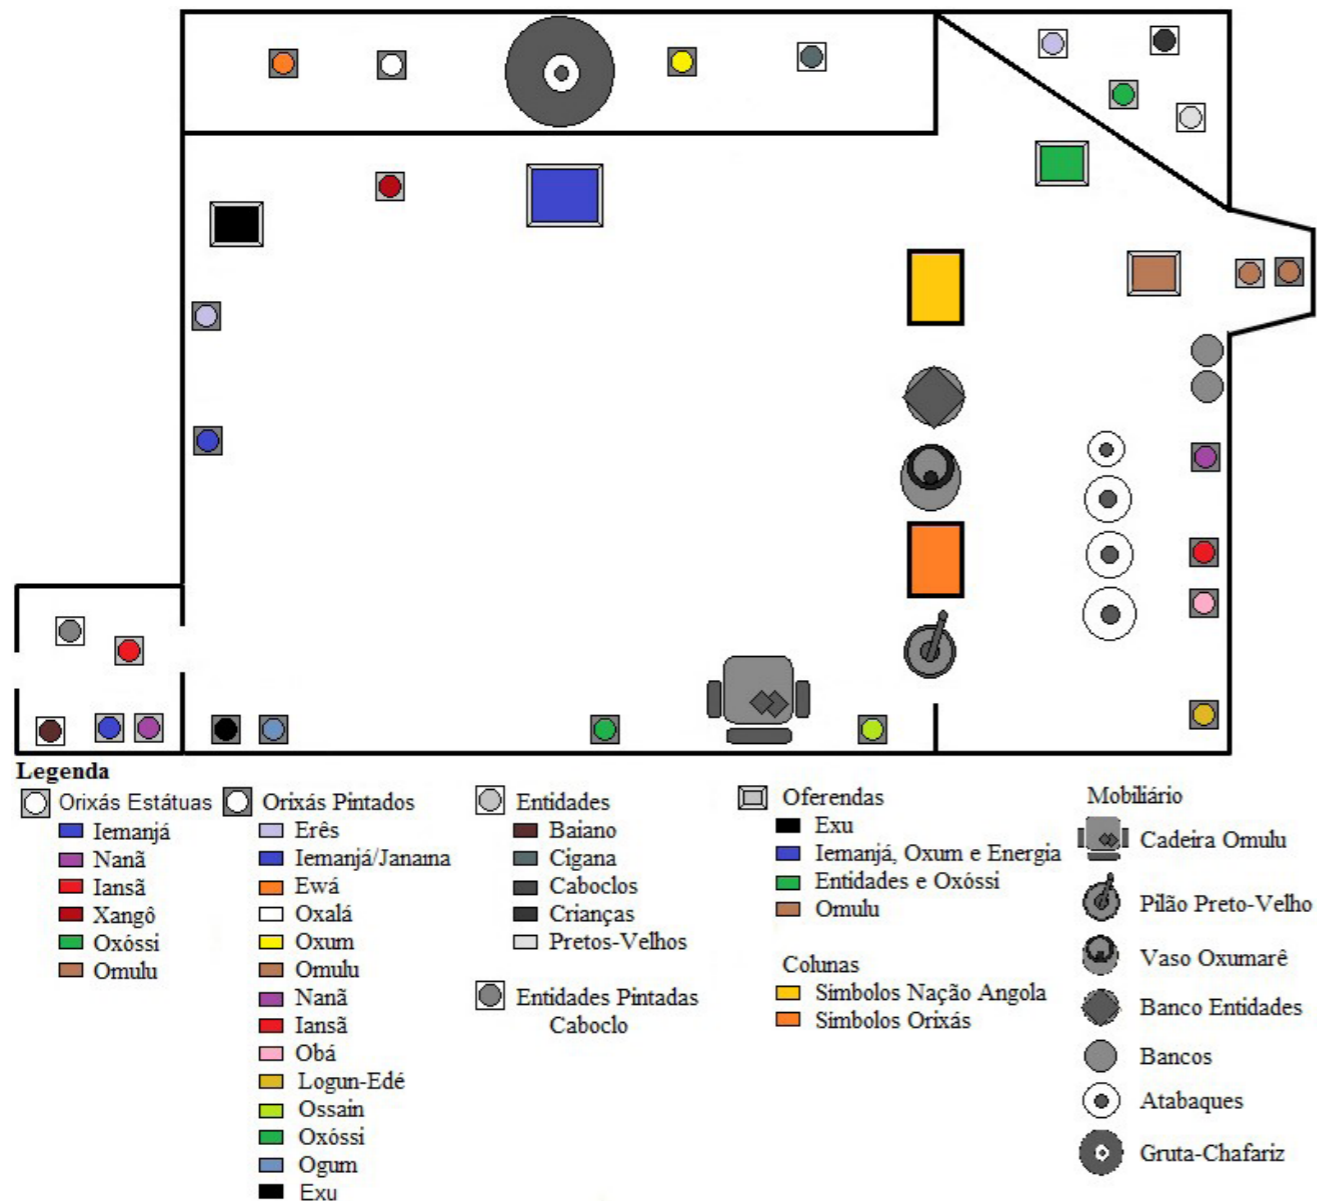 Legenda
Orixás Estátuas
Iemanjá
Nanã
Iansã
Xangô
Oxóssi
Omulu
Orixás Pintados
Erês
Iemanjá/Janaina
Ewá
Oxalá
Oxum
Omulu
Nanã
Iansã
Obá
Logun-Edé
Ossain
Oxóssi
Ogum
Exu
Entidades
Baiano
Cigana
Caboclos
Crianças
Pretos-Velhos
Entidades Pintadas
Caboclo
Oferendas
Exu
Iemanjá, Oxum e Energia
Entidades e Oxóssi
Omulu
Colunas
Simbolos Nação Angola
Simbolos Orixás
Mobiliário
Cadeira Omulu
Pilão Preto-Velho
Vaso Oxumarê
Banco Entidades
Bancos
Atabaques
Gruta-Chafariz